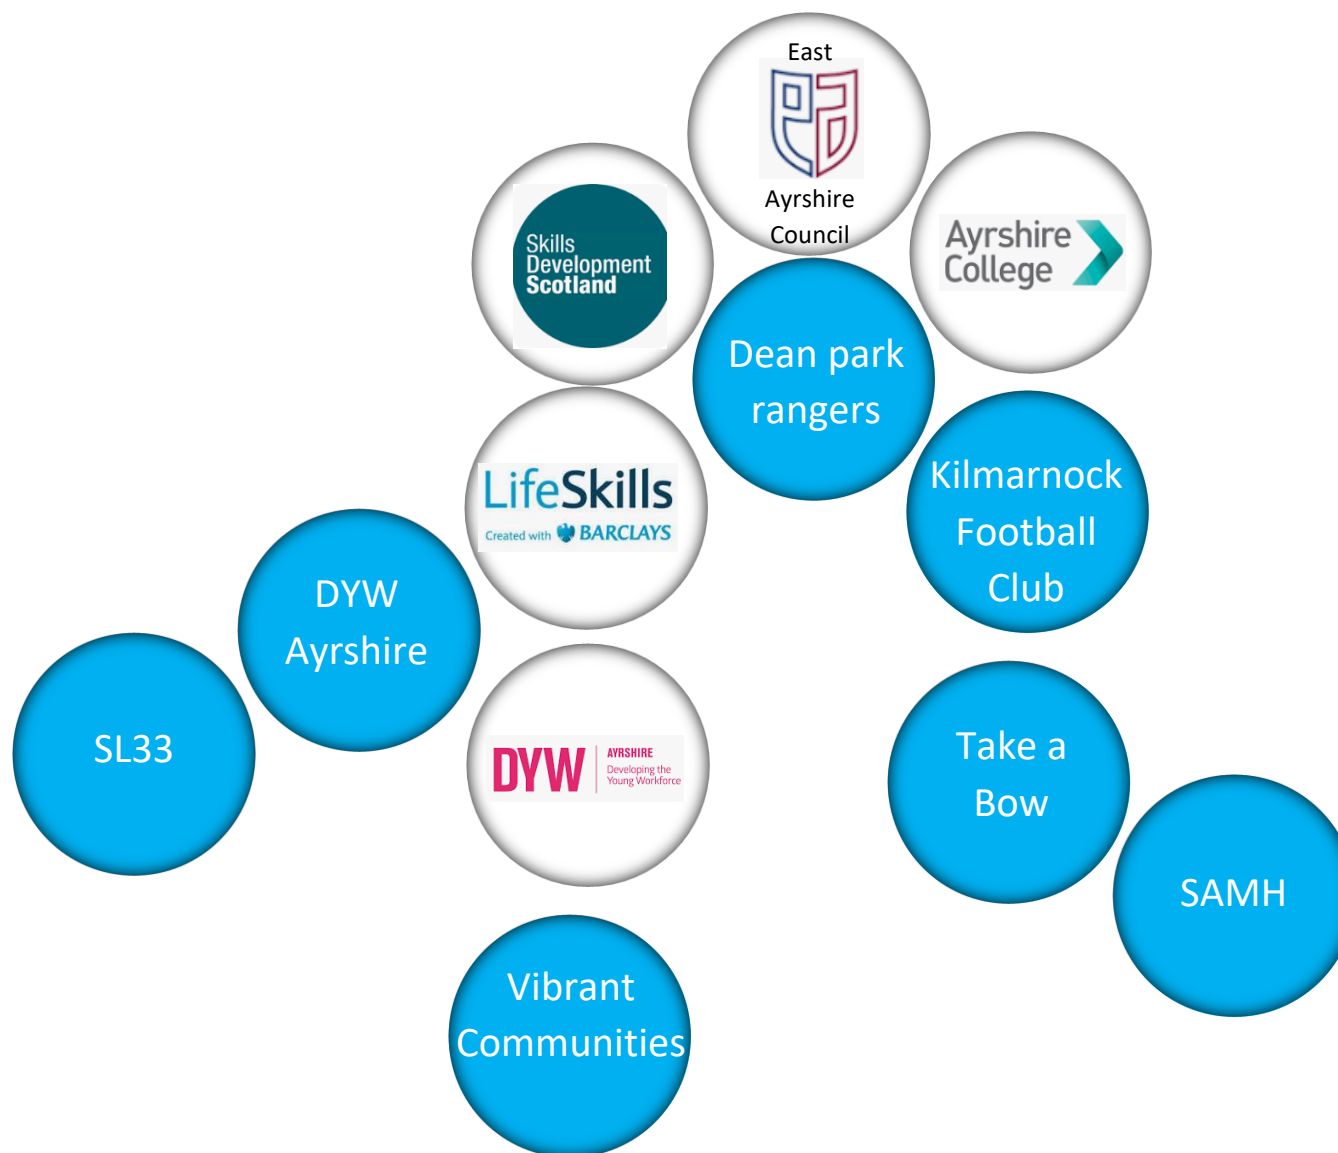 East
Ayrshire
Council
Skills
Development
Scotland
Ayrshire
College
Dean park
rangers
LifeSkills
Created with BARCLAYS
Kilmarnock
Football
Club
DYW
Ayrshire
SL33
DYW
AYRSHIRE
Developing the
Young Workforce
Take a
Bow
SAMH
Vibrant
Communities